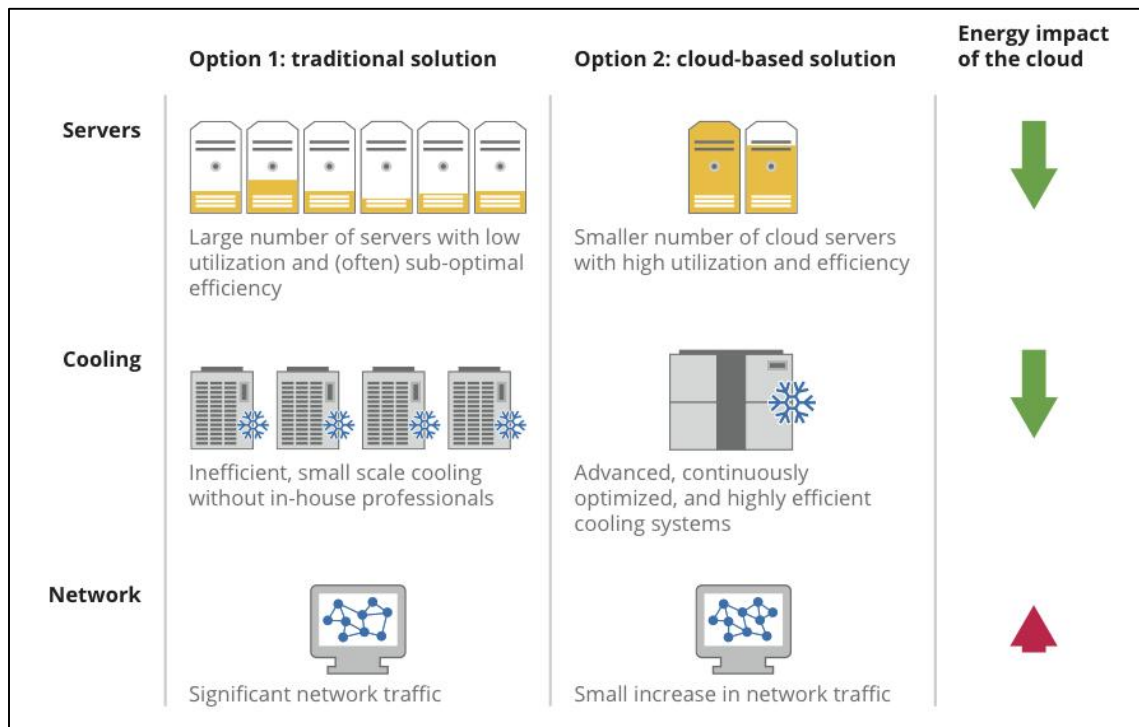 Option 1: traditional solution
Option 2: cloud-based solution
Energy impact
of the cloud
Servers
Large number of servers with low
utilization and (often) sub-optimal
efficiency
Smaller number of cloud servers
with high utilization and efficiency
Cooling
Inefficient, small scale cooling
without in-house professionals
Advanced, continuously
optimized, and highly efficient
cooling systems
Network
Significant network traffic
Small increase in network traffic